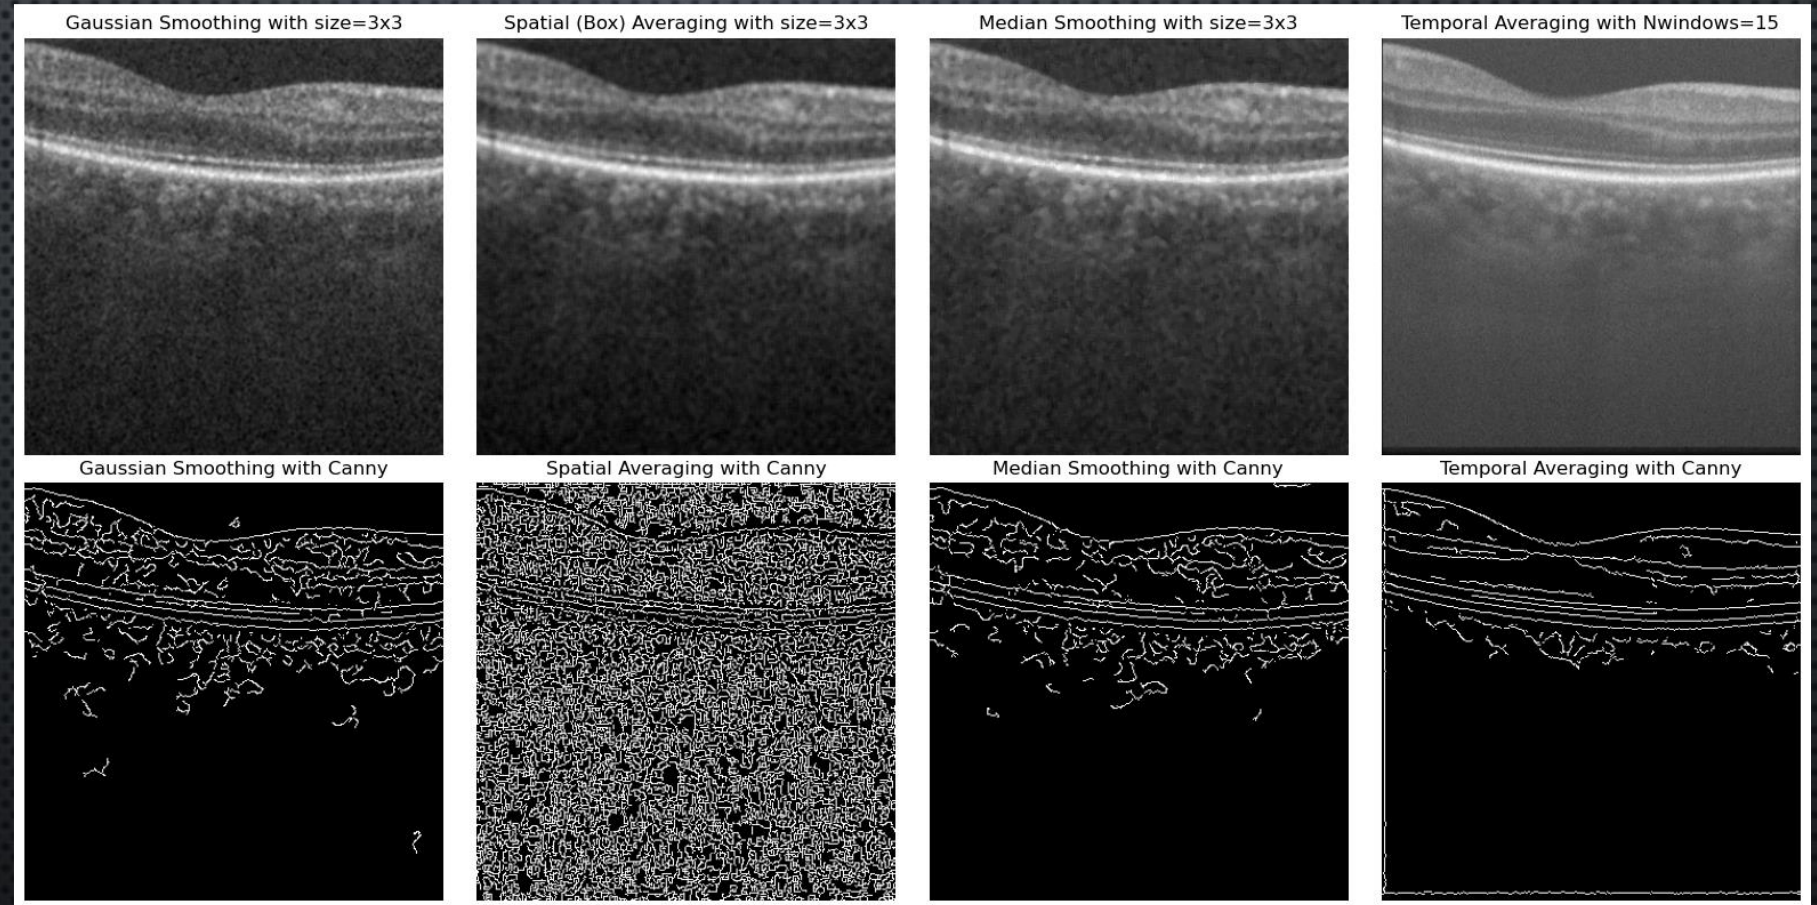 Gaussian Smoothing with size=3x3
Spatial (Box) Averaging with size=3x3
Median Smoothing with size=3x3
Temporal Averaging with Nwindows=15
Gaussian Smoothing with Canny
Spatial Averaging with Canny
Median Smoothing with Canny
Temporal Averaging with Canny